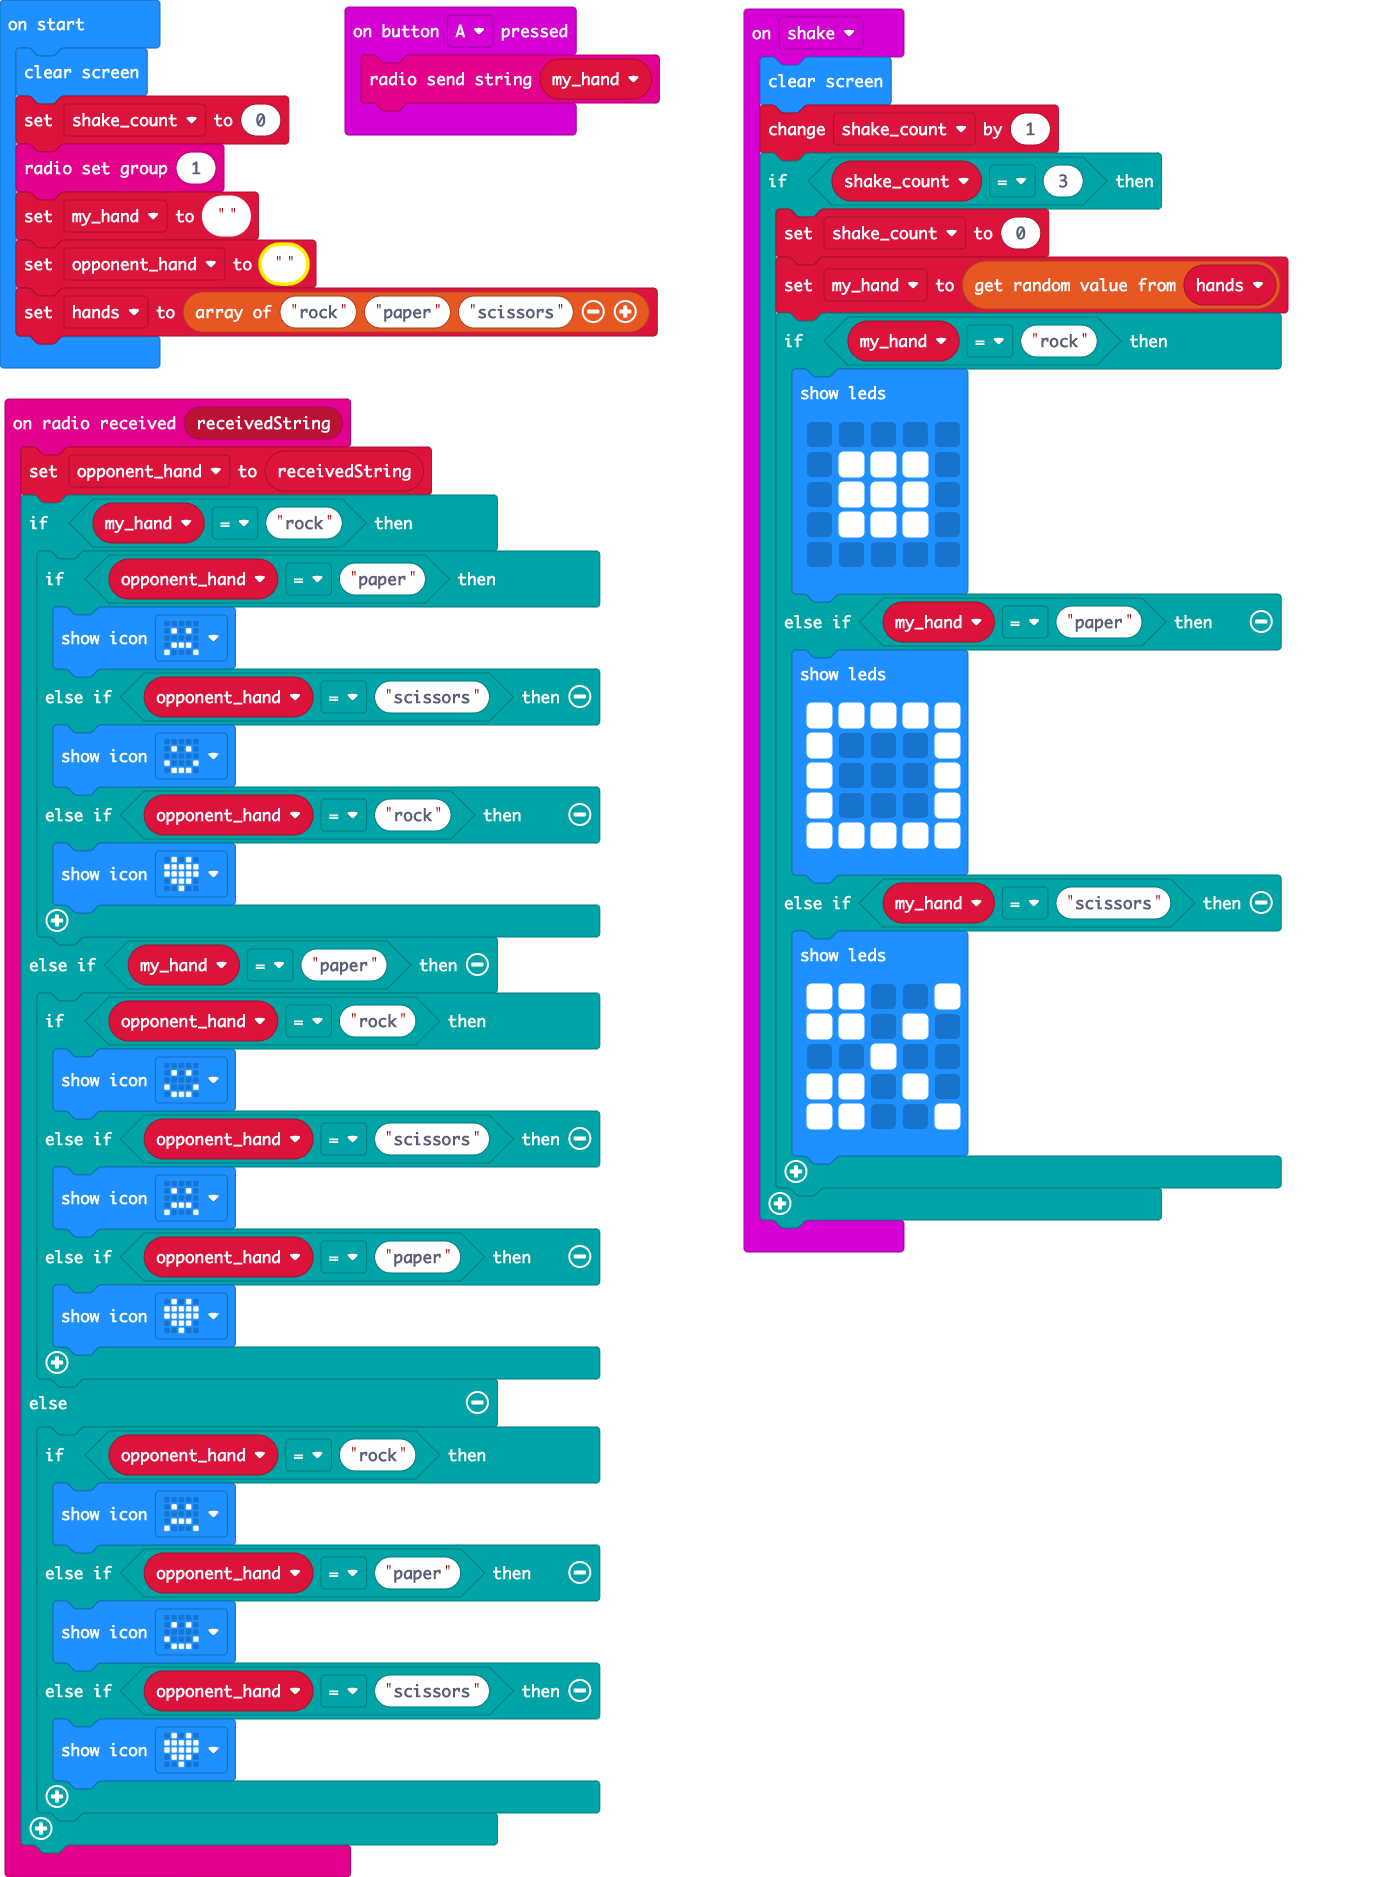 on start
clear screen
set shake_count to 0
radio set group 1
set my_hand to " "
set opponent_hand to " "
set hands to array of "rock" "paper" "scissors"
on button A pressed
radio send string my_hand
on radio received receivedString
set opponent_hand to receivedString
if my_hand = "rock" then
if opponent_hand = "paper" then
show icon
else if opponent_hand = "scissors" then
show icon
else if opponent_hand = "rock" then
show icon
else if my_hand = "paper" then
if opponent_hand = "rock" then
show icon
else if opponent_hand = "scissors" then
show icon
else if opponent_hand = "paper" then
show icon
else
if opponent_hand = "rock" then
show icon
else if opponent_hand = "paper" then
show icon
else if opponent_hand = "scissors" then
show icon
on shake
clear screen
change shake_count by 1
if shake_count = 3 then
set shake_count to 0
set my_hand to get random value from hands
if my_hand = "rock" then
show leds
else if my_hand = "paper" then
show leds
else if my_hand = "scissors" then
show leds